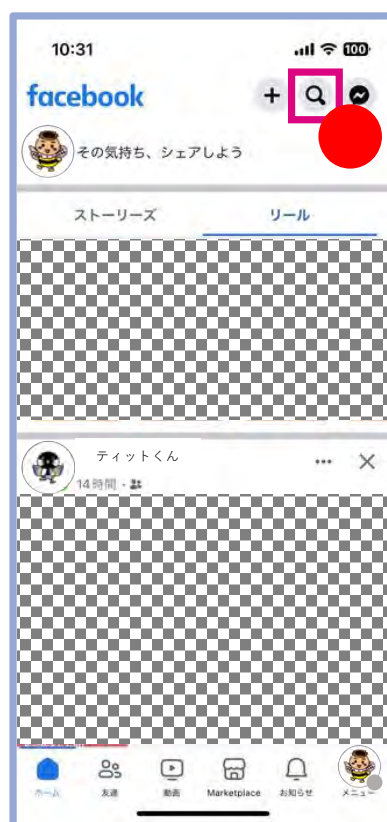 10:31
100
facebook
その気持ち、シェアしよう
ストーリーズ
リール
ティットくん
14時間
ホーム
友達
動画
Marketplace
お知らせ
メニュー